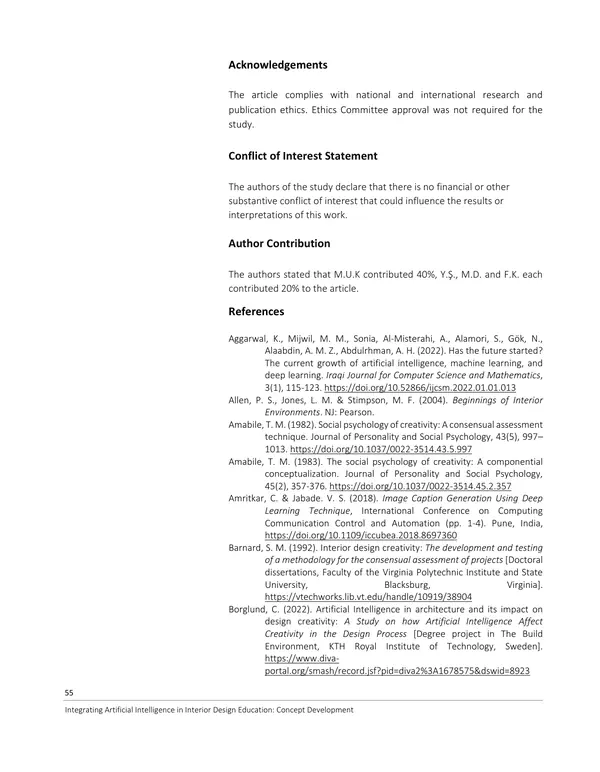 Acknowledgements
The article complies with national and international research and
publication ethics. Ethics Committee approval was not required for the
study.
Conflict of Interest Statement
The authors of the study declare that there is no financial or other
substantive conflict of interest that could influence the results or
interpretations of this work.
Author Contribution
The authors stated that M.U.K contributed 40%, Y.Ş., M.D. and F.K. each
contributed 20% to the article.
References
Aggarwal, K., Mijwil, M. M., Sonia, Al-Misterahi, A., Alamori, S., Gök, N.,
Alaabdin, A. M. Z., Abdulrhman, A. H. (2022). Has the future started?
The current growth of artificial intelligence, machine learning, and
deep learning. Iraqi Journal for Computer Science and Mathematics,
3(1), 115-123. https://doi.org/10.52866/ijcsm.2022.01.01.013
Allen, P. S., Jones, L. M. & Stimpson, M. F. (2004). Beginnings of Interior
Environments. NJ: Pearson.
Amabile, T. M. (1982). Social psychology of creativity: A consensual assessment
technique. Journal of Personality and Social Psychology, 43(5), 997–
1013. https://doi.org/10.1037/0022-3514.43.5.997
Amabile, T. M. (1983). The social psychology of creativity: A componential
conceptualization. Journal of Personality and Social Psychology,
45(2), 357-376. https://doi.org/10.1037/0022-3514.45.2.357
Amritkar, C. & Jabade. V. S. (2018). Image Caption Generation Using Deep
Learning Technique, International Conference on Computing
Communication Control and Automation (pp. 1-4). Pune, India,
https://doi.org/10.1109/iccubea.2018.8697360
Barnard, S. M. (1992). Interior design creativity: The development and testing
of a methodology for the consensual assessment of projects [Doctoral
dissertations, Faculty of the Virginia Polytechnic Institute and State
University, Blacksburg, Virginia].
https://vtechworks.lib.vt.edu/handle/10919/38904
Borglund, C. (2022). Artificial Intelligence in architecture and its impact on
design creativity: A Study on how Artificial Intelligence Affect
Creativity in the Design Process [Degree project in The Build
Environment, KTH Royal Institute of Technology, Sweden].
https://www.diva-
portal.org/smash/record.jsf?pid=diva2%3A1678575&dswid=8923
55
Integrating Artificial Intelligence in Interior Design Education: Concept Development